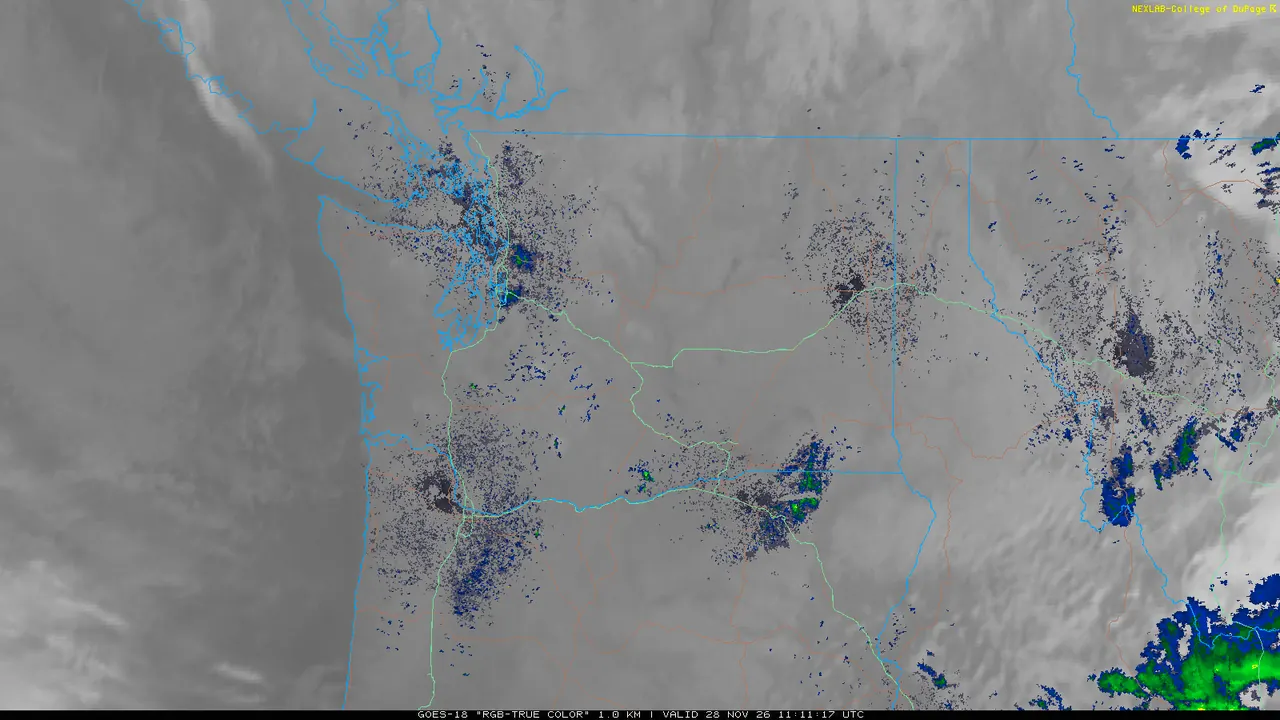 NEXLAB-College of DuPage
GOES-18 "RGB-TRUE COLOR" 1.0 KM | VALID 28 NOV 26 11:11:17 UTC